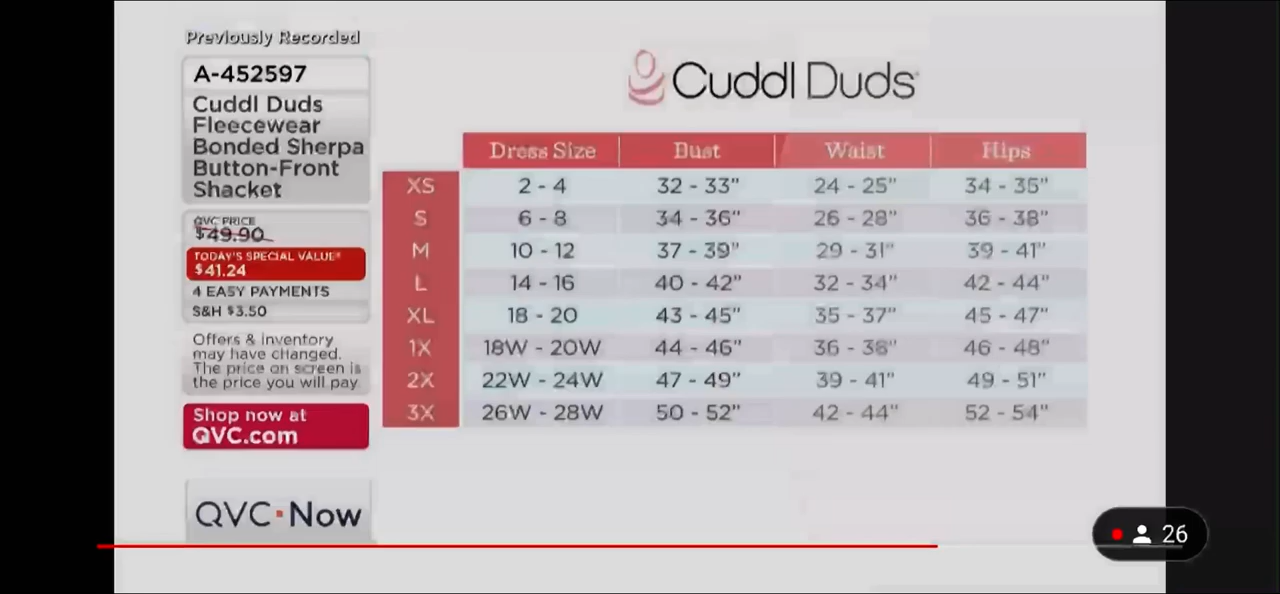 Previously Recorded
A-452597
Cuddl Duds
Fleecewear
Bonded Sherpa
Button-Front
Shacket
QVC PRICE
$49.90
TODAY'S SPECIAL VALUE®
$41.24
4 EASY PAYMENTS
S&H $3.50
Offers & inventory
may have changed.
The price on screen is
the price you will pay.
Shop now at
QVC.com
QVC•Now
Cuddl Duds
Dress Size Bust Waist Hips
XS 2 - 4 32 - 33" 24 - 25" 34 - 35"
S 6 - 8 34 - 36" 26 - 28" 36 - 38"
M 10 - 12 37 - 39" 29 - 31" 39 - 41"
L 14 - 16 40 - 42" 32 - 34" 42 - 44"
XL 18 - 20 43 - 45" 35 - 37" 45 - 47"
1X 18W - 20W 44 - 46" 36 - 38" 46 - 48"
2X 22W - 24W 47 - 49" 39 - 41" 49 - 51"
3X 26W - 28W 50 - 52" 42 - 44" 52 - 54"
26